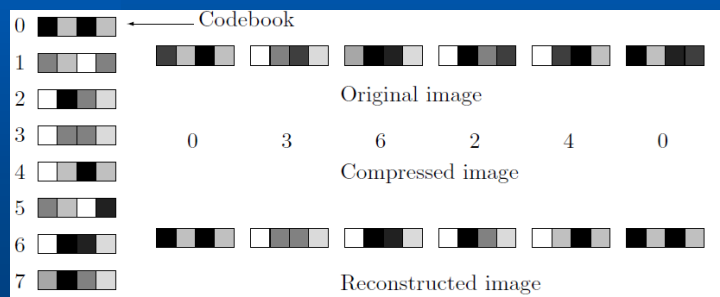 0 Codebook
1
2
Original image
3 0 3 6 2 4 0
4 Compressed image
5
6
7 Reconstructed image